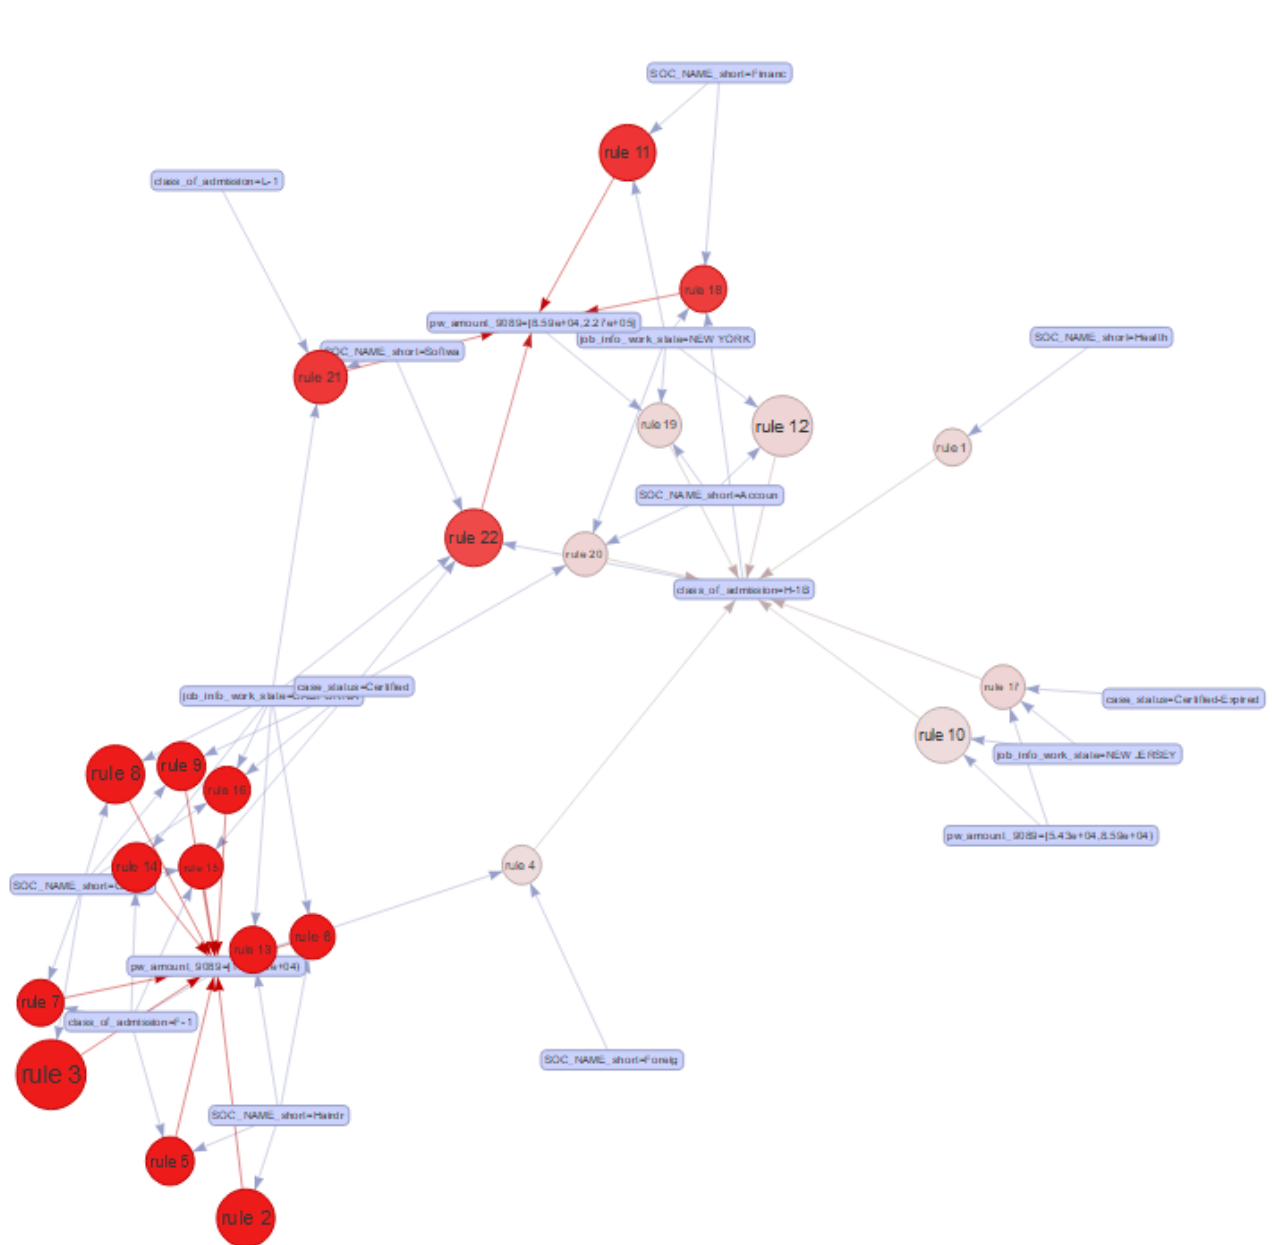 SOC_NAME_short=Financ
rule 11
class_of_admission=L-1
rule 18
pw_amount_9089=[8.59e+04,2.27e+05]
job_info_work_state=NEW YORK
SOC_NAME_short=Health
SOC_NAME_short=Softwa
rule 21
rule 19
rule 12
rule 1
SOC_NAME_short=Accoun
rule 22
rule 20
class_of_admission=H-1B
case_status=Certified
job_info_work_state=
rule 17
case_status=Certified-Expired
rule 10
job_info_work_state=NEW JERSEY
rule 8
rule 9
rule 16
pw_amount_9089=[5.43e+04,8.59e+04)
rule 14
rule 15
rule 4
SOC_NAME_short=
rule 13
rule 6
pw_amount_9089=[
e+04)
rule 7
class_of_admission=F-1
SOC_NAME_short=Foreig
rule 3
SOC_NAME_short=Hairdr
rule 5
rule 2